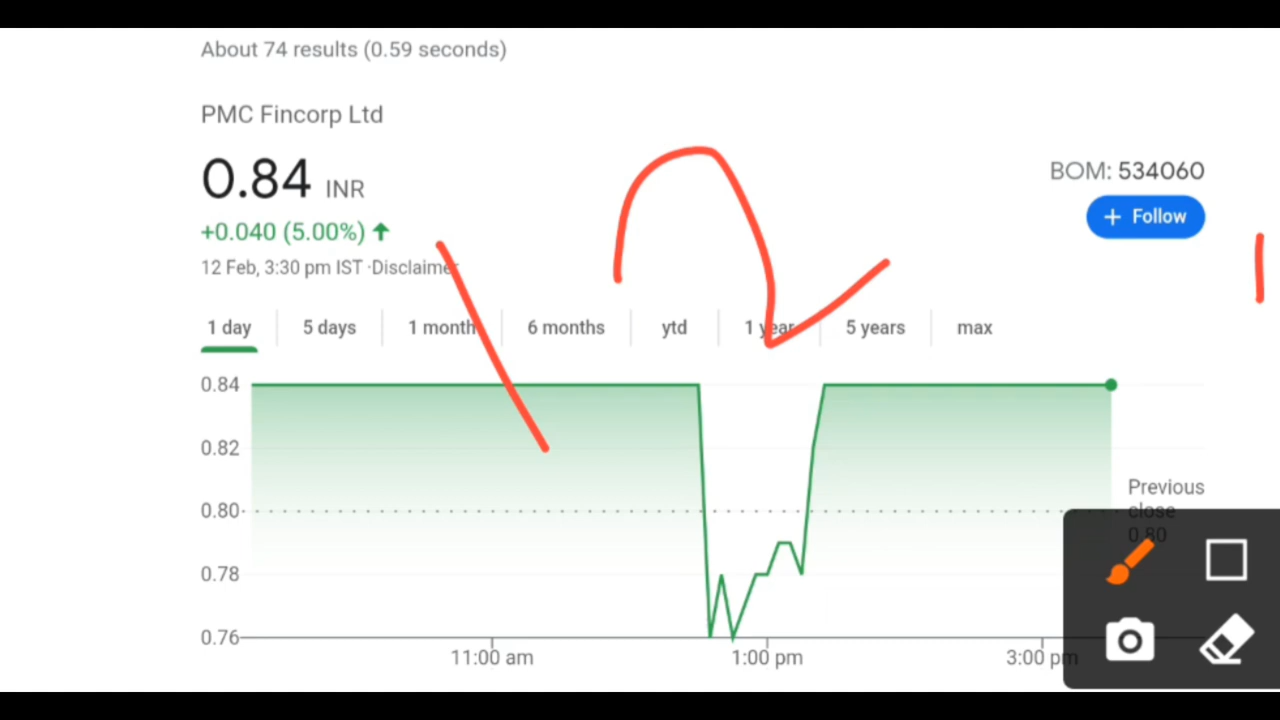 About 74 results (0.59 seconds)
PMC Fincorp Ltd
0.84 INR
BOM: 534060
+0.040 (5.00%) ↑
+ Follow
12 Feb, 3:30 pm IST ·Disclaimer
1 day 5 days 1 month 6 months ytd 1 year 5 years max
0.84
0.82
0.80
0.78
0.76
Previous
close
0.80
11:00 am 1:00 pm 3:00 pm